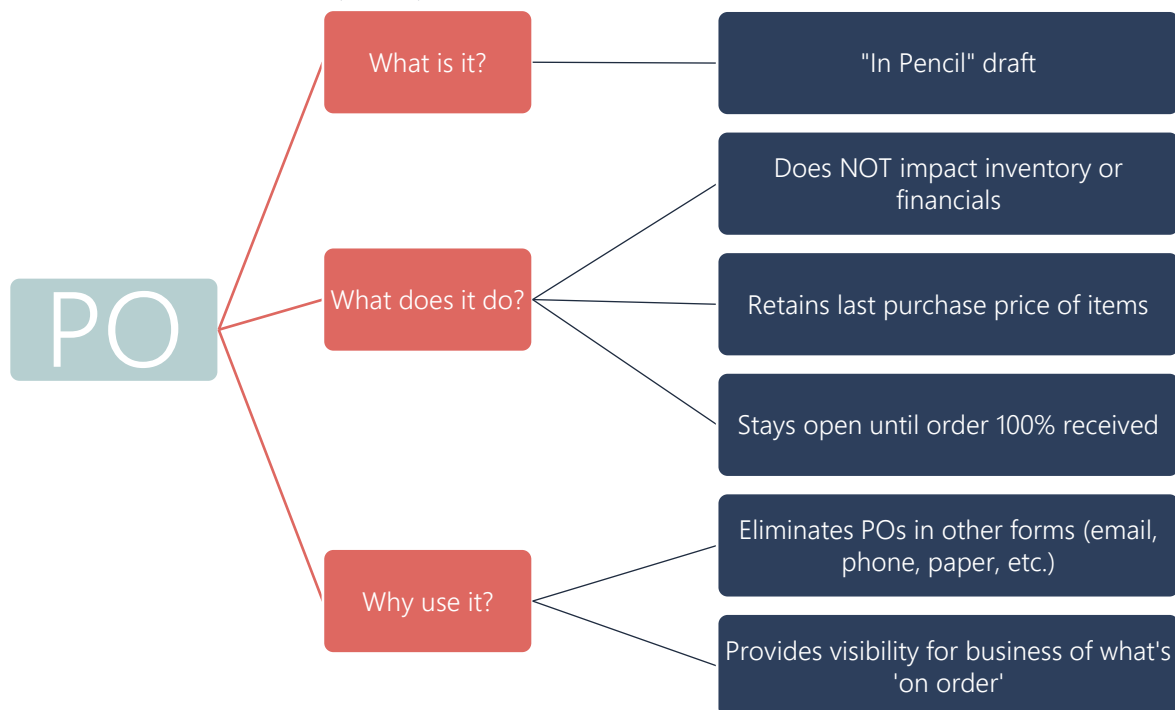 PO
What is it?
"In Pencil" draft
What does it do?
Does NOT impact inventory or
financials
Retains last purchase price of items
Stays open until order 100% received
Why use it?
Eliminates POs in other forms (email,
phone, paper, etc.)
Provides visibility for business of what's
'on order'